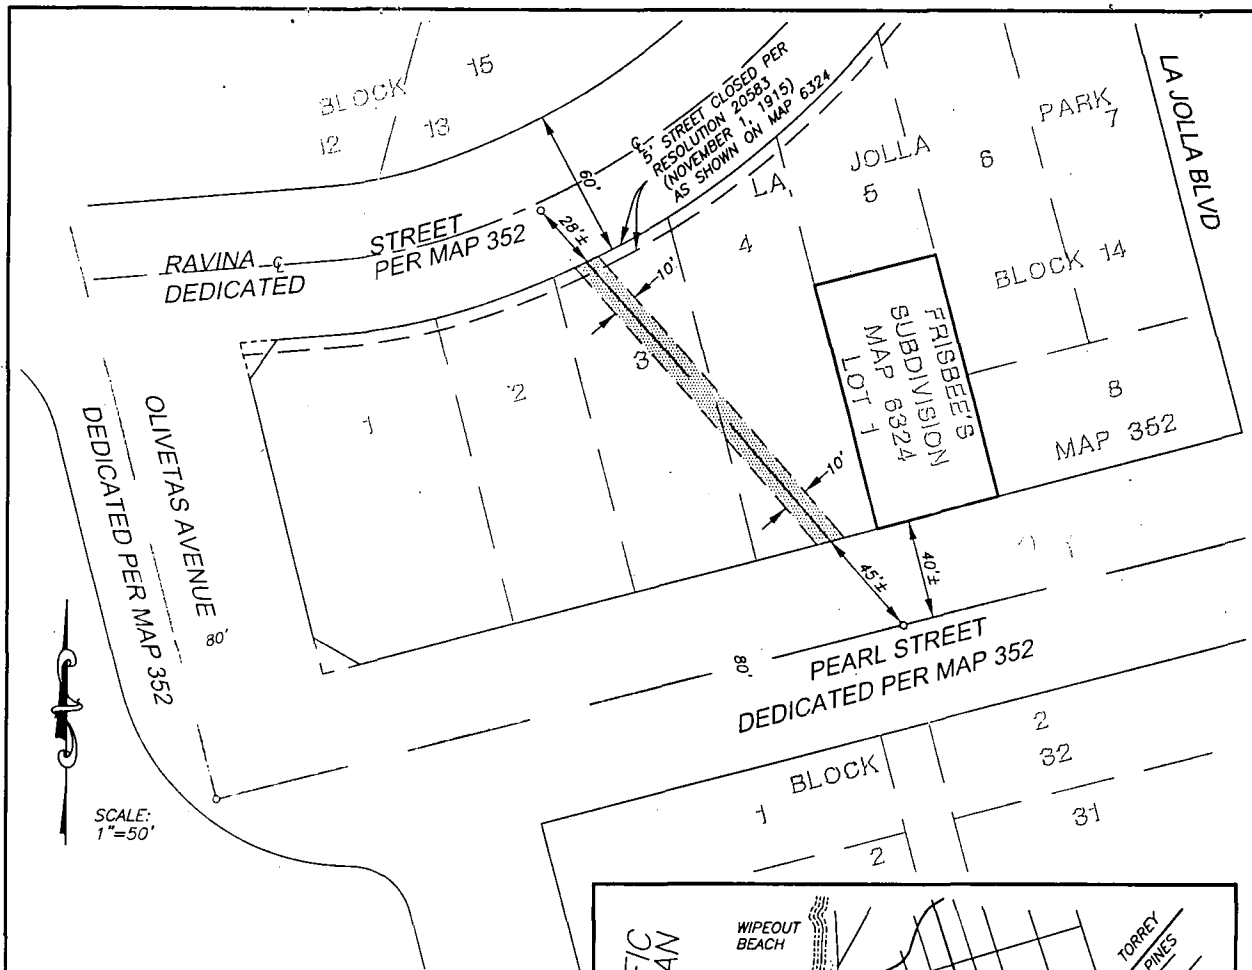 BLOCK
15
12
13
℄
5' STREET CLOSED PER
RESOLUTION 20583
(NOVEMBER 1, 1915)
AS SHOWN ON MAP 6324
60'
28'±
RAVINA ℄ STREET
DEDICATED PER MAP 352
LA JOLLA PARK
BLOCK 14
LA JOLLA BLVD
1
2
3
4
5
6
7
8
MAP 352
10'
10'
FRISBEE'S
SUBDIVISION
MAP 6324
LOT 1
OLIVETAS AVENUE
DEDICATED PER MAP 352
80'
45'±
40'±
80'
PEARL STREET
DEDICATED PER MAP 352
SCALE:
1"=50'
BLOCK 32
1
2
2
31
WIPEOUT
BEACH
TORREY
PINES